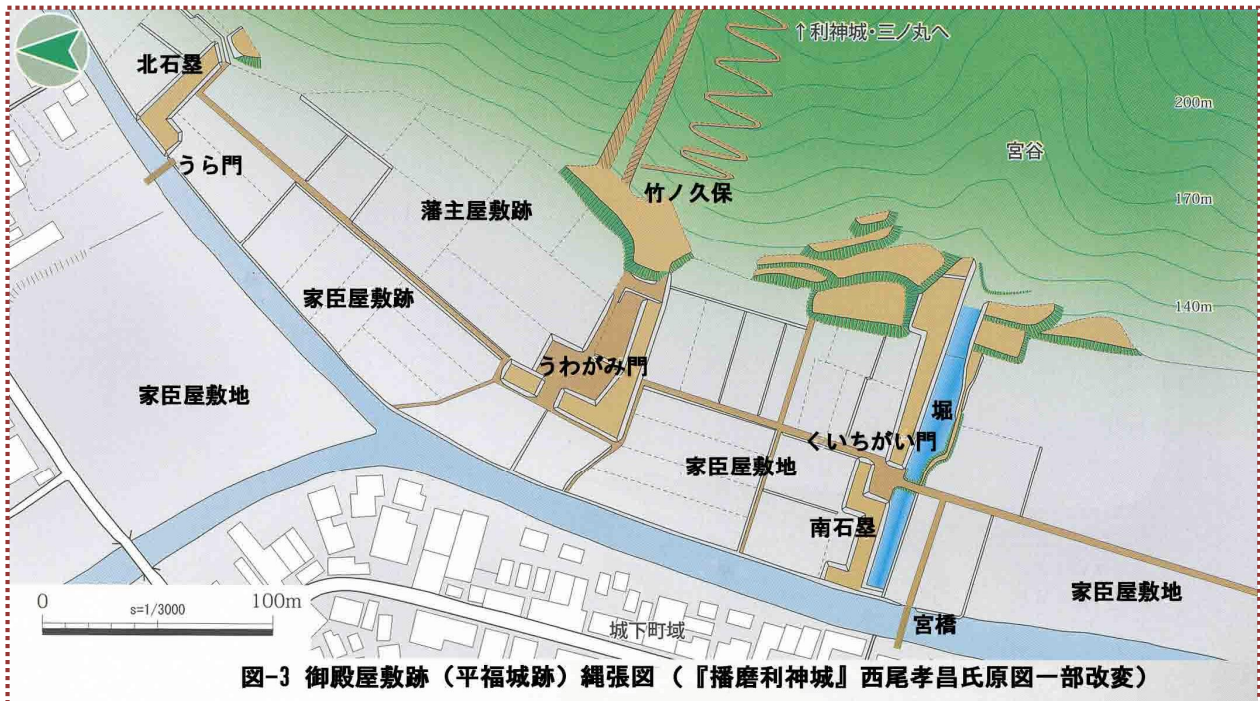 ↑利神城・三ノ丸へ
北石塁
200m
宮谷
うら門
竹ノ久保
170m
藩主屋敷跡
家臣屋敷跡
140m
うわがみ門
家臣屋敷地
堀
くいちがい門
家臣屋敷地
南石塁
家臣屋敷地
0 100m
s=1/3000
城下町域
宮橋
図-3 御殿屋敷跡（平福城跡）縄張図（『播磨利神城』西尾孝昌氏原図一部改変）